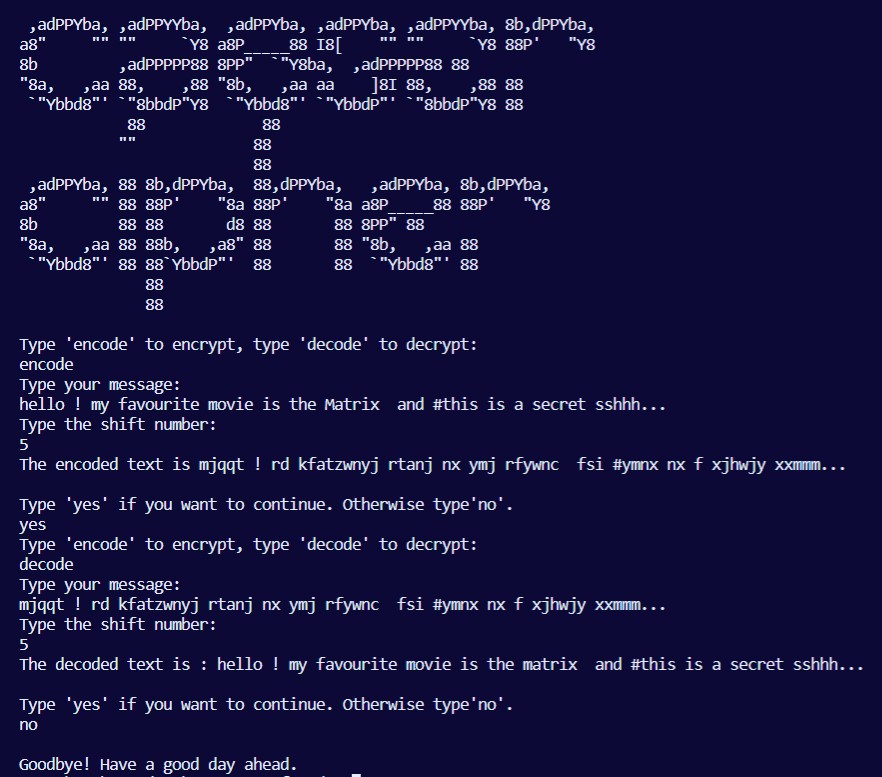 ,adPPYba, ,adPPYYba,  ,adPPYba, ,adPPYba, ,adPPYYba, 8b,dPPYba,
a8"     "" ""     `Y8 a8P_____88 I8[    "" ""     `Y8 88P'   "Y8
8b         ,adPPPPP88 8PP"  `"Y8ba,  ,adPPPPP88 88
"8a,   ,aa 88,    ,88 "8b,   ,aa aa    ]8I 88,    ,88 88
 `"Ybbd8"' `"8bbdP"Y8  `"Ybbd8"' `"YbbdP"' `"8bbdP"Y8 88
            88             88
           ""             88
                          88
 ,adPPYba, 88 8b,dPPYba,  88,dPPYba,   ,adPPYba, 8b,dPPYba,
a8"     "" 88 88P'    "8a 88P'    "8a a8P_____88 88P'   "Y8
8b         88 88       d8 88       88 8PP" 88
"8a,   ,aa 88 88b,   ,a8" 88       88 "8b,   ,aa 88
 `"Ybbd8"' 88 88`YbbdP"'  88       88  `"Ybbd8"' 88
              88
              88
Type 'encode' to encrypt, type 'decode' to decrypt:
encode
Type your message:
hello ! my favourite movie is the Matrix  and #this is a secret sshhh...
Type the shift number:
5
The encoded text is mjqqt ! rd kfatzwnyj rtanj nx ymj rfywnc  fsi #ymnx nx f xjhwjy xxmmm...
Type 'yes' if you want to continue. Otherwise type'no'.
yes
Type 'encode' to encrypt, type 'decode' to decrypt:
decode
Type your message:
mjqqt ! rd kfatzwnyj rtanj nx ymj rfywnc  fsi #ymnx nx f xjhwjy xxmmm...
Type the shift number:
5
The decoded text is : hello ! my favourite movie is the matrix  and #this is a secret sshhh...
Type 'yes' if you want to continue. Otherwise type'no'.
no
Goodbye! Have a good day ahead.